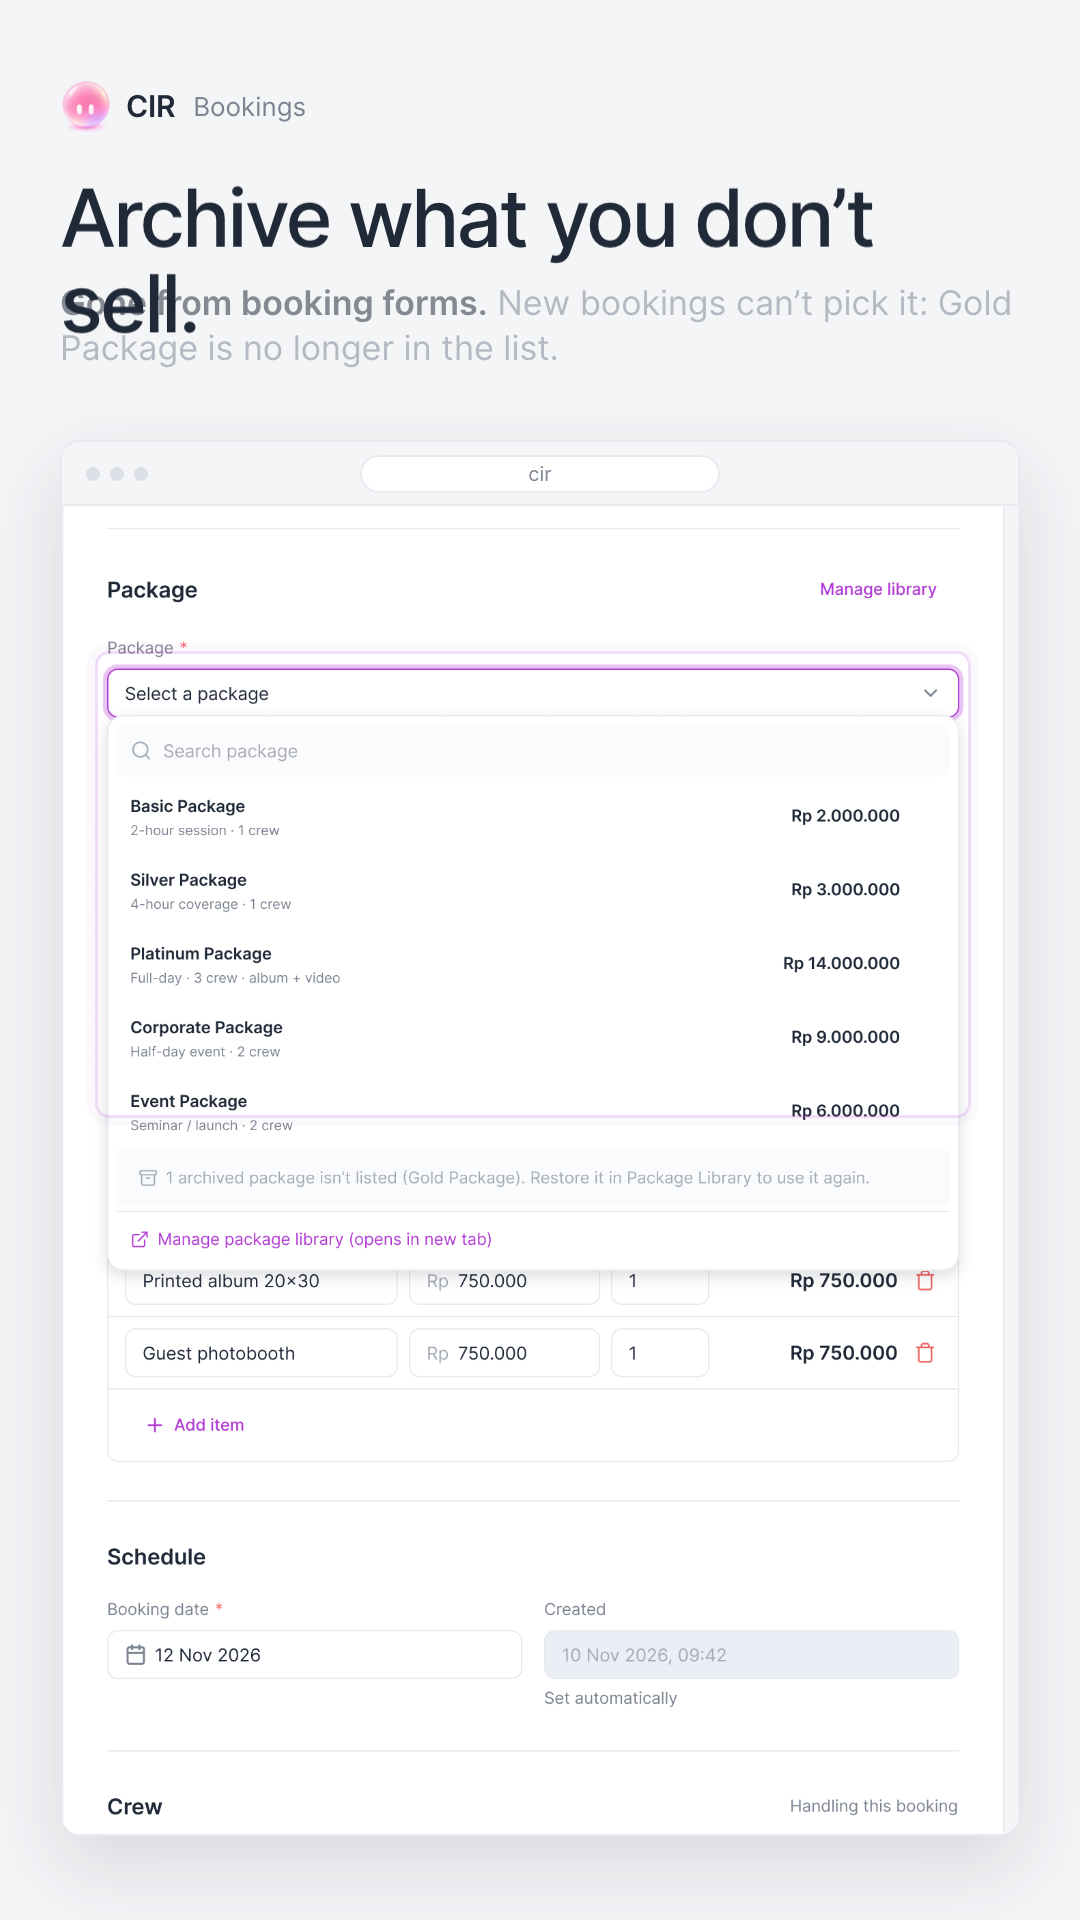 CIR Bookings
Archive what you don't
sell.
Gone from booking forms. New bookings can't pick it: Gold
Package is no longer in the list.
cir
Package
Manage library
Package *
Select a package
Search package
Basic Package
2-hour session · 1 crew
Rp 2.000.000
Silver Package
4-hour coverage · 1 crew
Rp 3.000.000
Platinum Package
Full-day · 3 crew · album + video
Rp 14.000.000
Corporate Package
Half-day event · 2 crew
Rp 9.000.000
Event Package
Seminar / launch · 2 crew
Rp 6.000.000
1 archived package isn't listed (Gold Package). Restore it in Package Library to use it again.
Manage package library (opens in new tab)
Printed album 20×30 Rp 750.000 1 Rp 750.000
Guest photobooth Rp 750.000 1 Rp 750.000
Add item
Schedule
Booking date *
12 Nov 2026
Created
10 Nov 2026, 09:42
Set automatically
Crew
Handling this booking